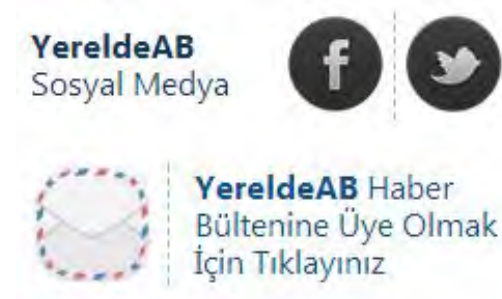 YereldeAB
Sosyal Medya
YereldeAB Haber
Bültenine Üye Olmak
İçin Tıklayınız